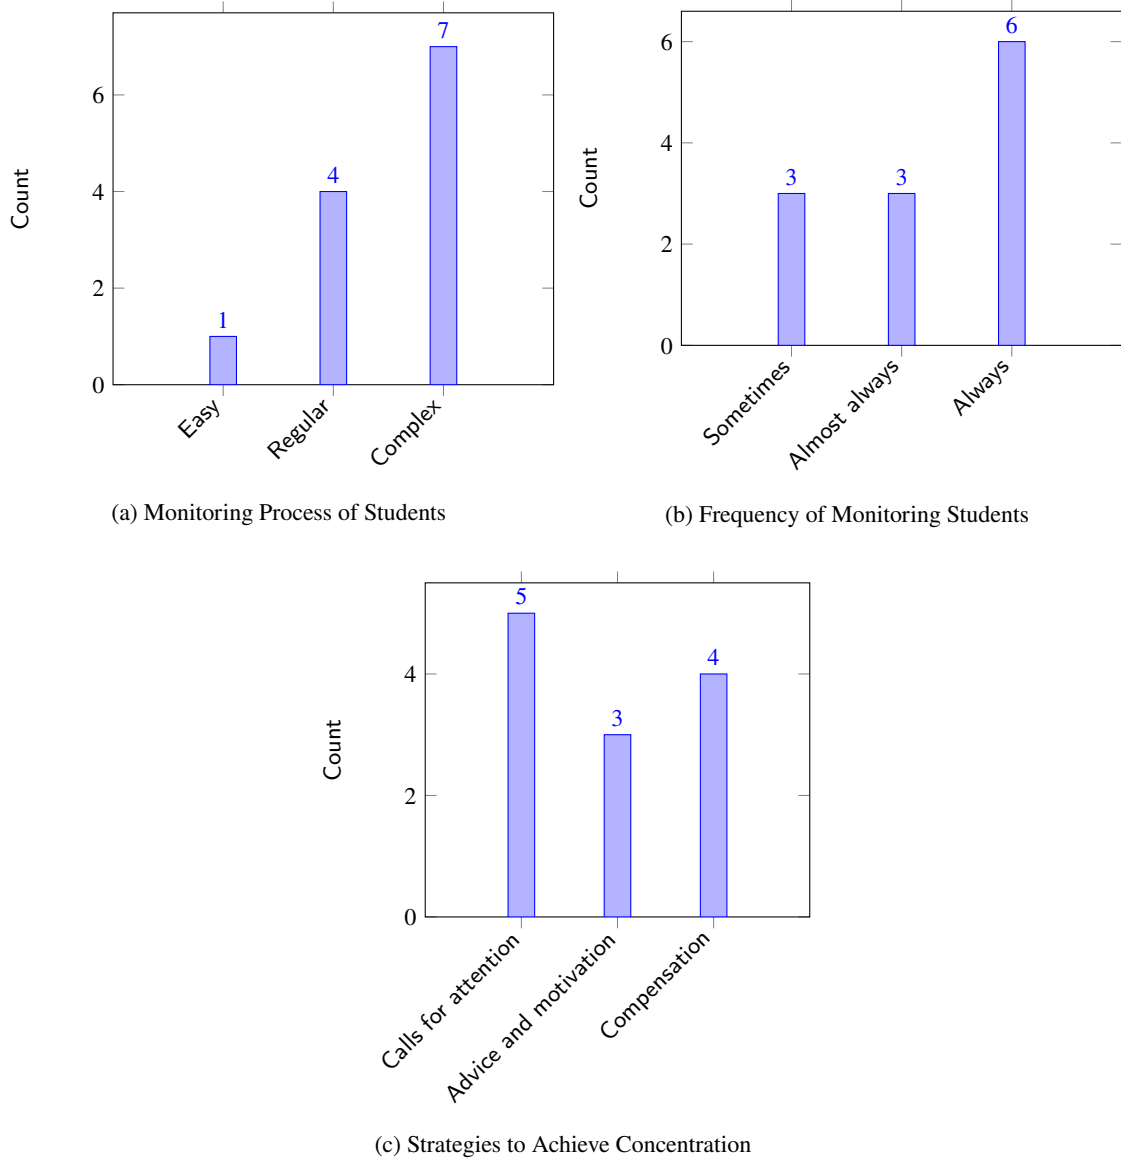 Count
6
4
2
0
1
4
7
Easy
Regular
Complex
(a) Monitoring Process of Students
Count
6
4
2
0
3
3
6
Sometimes
Almost always
Always
(b) Frequency of Monitoring Students
Count
4
2
0
5
3
4
Calls for attention
Advice and motivation
Compensation
(c) Strategies to Achieve Concentration